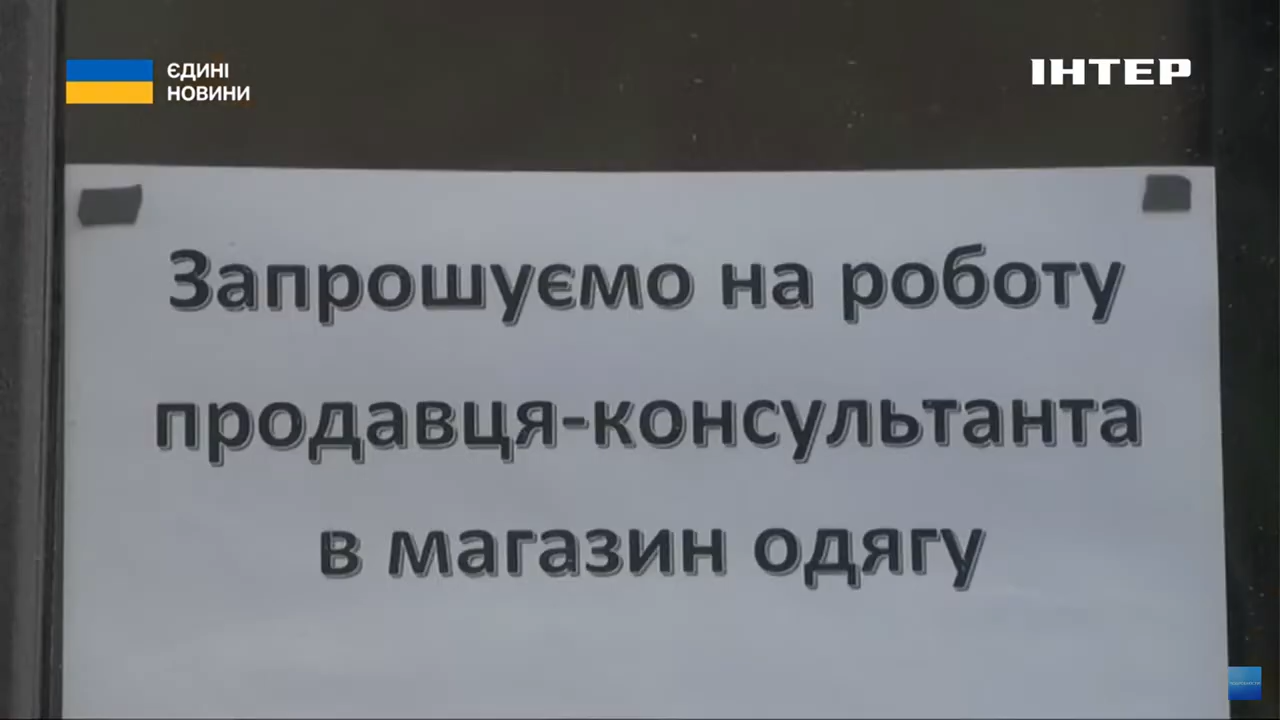 ЄДИНІ
НОВИНИ
ІНТЕР
Запрошуємо на роботу
продавця-консультанта
в магазин одягу